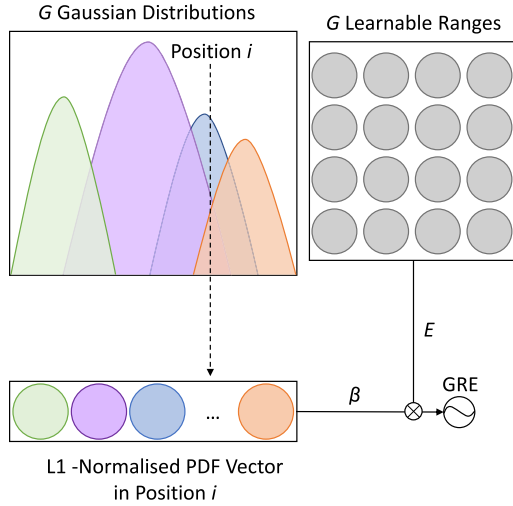 G Gaussian Distributions
G Learnable Ranges
Position i
E
GRE
β
...
L1 -Normalised PDF Vector
in Position i